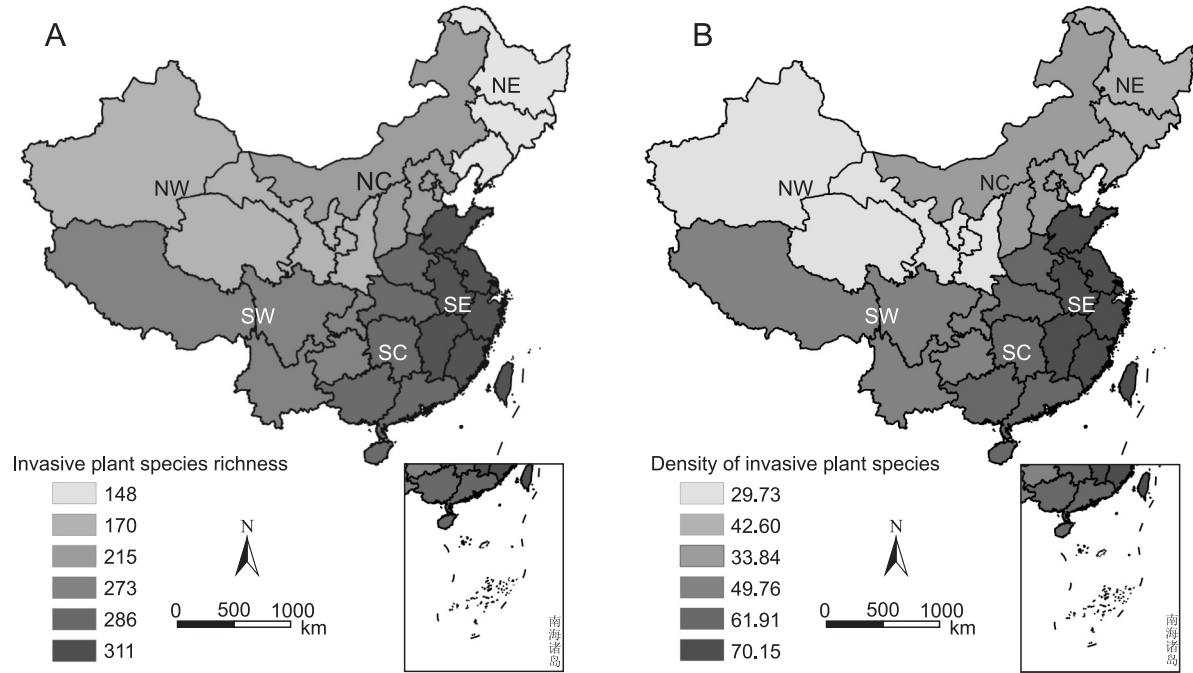 A
NE
NW
NC
SW
SE
SC
Invasive plant species richness
148
170
215
273
286
311
N
0 500 1000
km
南海诸岛
B
NE
NW
NC
SW
SE
SC
Density of invasive plant species
29.73
42.60
33.84
49.76
61.91
70.15
N
0 500 1000
km
南海诸岛